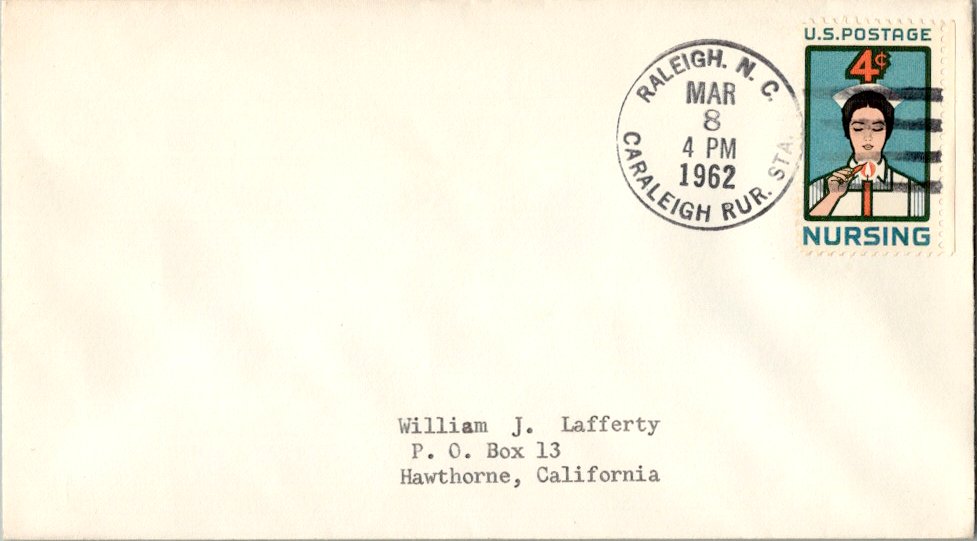 RALEIGH. N. C.
MAR
8
4 PM
1962
CARALEIGH RUR. STA.
U.S. POSTAGE
4¢
NURSING
William J. Lafferty
P. O. Box 13
Hawthorne, California